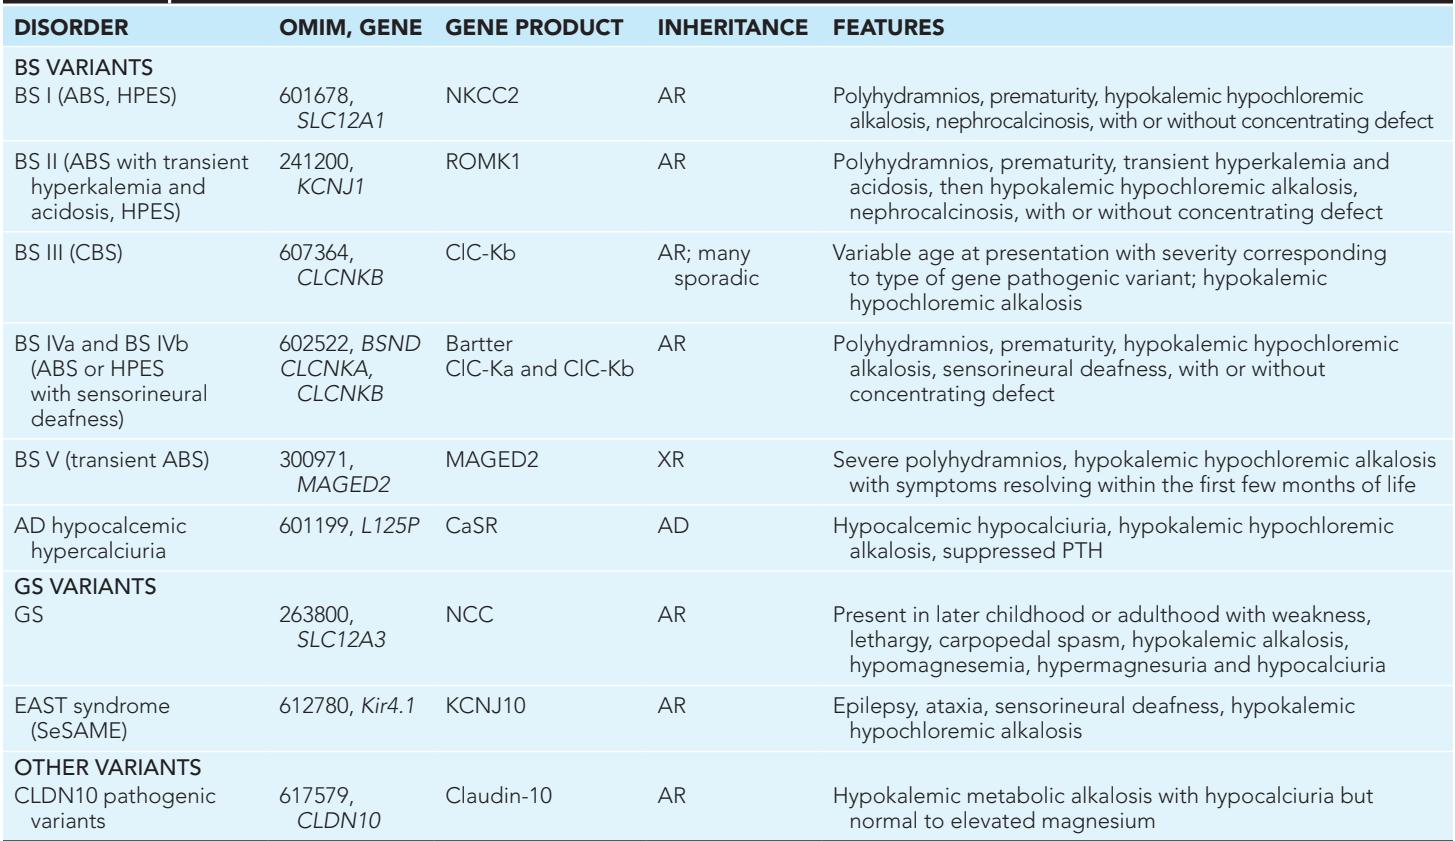 DISORDER OMIM, GENE GENE PRODUCT INHERITANCE FEATURES
BS VARIANTS
BS I (ABS, HPES) 601678, NKCC2 AR Polyhydramnios, prematurity, hypokalemic hypochloremic
SLC12A1 alkalosis, nephrocalcinosis, with or without concentrating defect
BS II (ABS with transient 241200, ROMK1 AR Polyhydramnios, prematurity, transient hyperkalemia and
hyperkalemia and KCNJ1 acidosis, then hypokalemic hypochloremic alkalosis,
acidosis, HPES) nephrocalcinosis, with or without concentrating defect
BS III (CBS) 607364, ClC-Kb AR; many Variable age at presentation with severity corresponding
CLCNKB sporadic to type of gene pathogenic variant; hypokalemic
hypochloremic alkalosis
BS IVa and BS IVb 602522, BSND Bartter AR Polyhydramnios, prematurity, hypokalemic hypochloremic
(ABS or HPES CLCNKA, ClC-Ka and ClC-Kb alkalosis, sensorineural deafness, with or without
with sensorineural CLCNKB concentrating defect
deafness)
BS V (transient ABS) 300971, MAGED2 XR Severe polyhydramnios, hypokalemic hypochloremic alkalosis
MAGED2 with symptoms resolving within the first few months of life
AD hypocalcemic 601199, L125P CaSR AD Hypocalcemic hypocalciuria, hypokalemic hypochloremic
hypercalciuria alkalosis, suppressed PTH
GS VARIANTS
GS 263800, NCC AR Present in later childhood or adulthood with weakness,
SLC12A3 lethargy, carpopedal spasm, hypokalemic alkalosis,
hypomagnesemia, hypermagnesuria and hypocalciuria
EAST syndrome 612780, Kir4.1 KCNJ10 AR Epilepsy, ataxia, sensorineural deafness, hypokalemic
(SeSAME) hypochloremic alkalosis
OTHER VARIANTS
CLDN10 pathogenic 617579, Claudin-10 AR Hypokalemic metabolic alkalosis with hypocalciuria but
variants CLDN10 normal to elevated magnesium